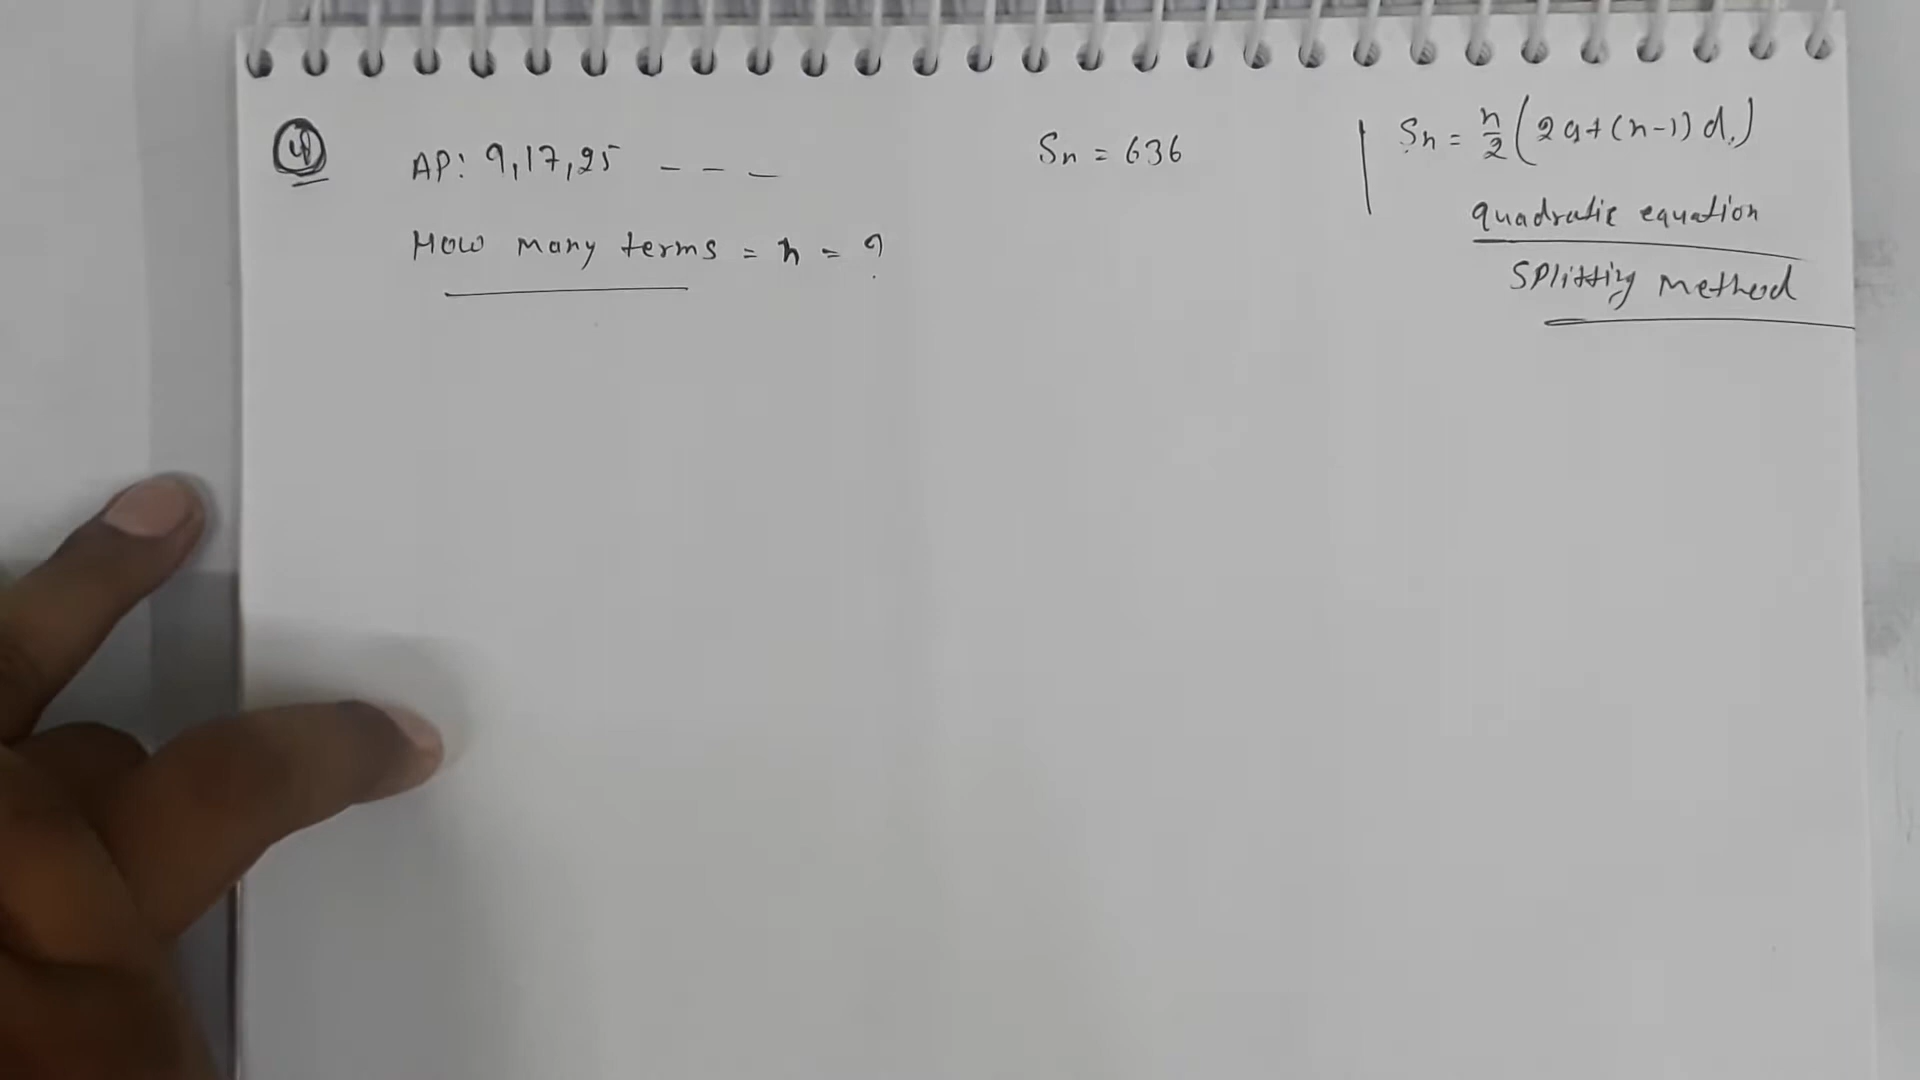 ④ AP: 9,17,25 - - -
Sn = 636
Sn = n/2 (2a+(n-1)d)
How many terms = n = ?
quadratic equation
splitting method